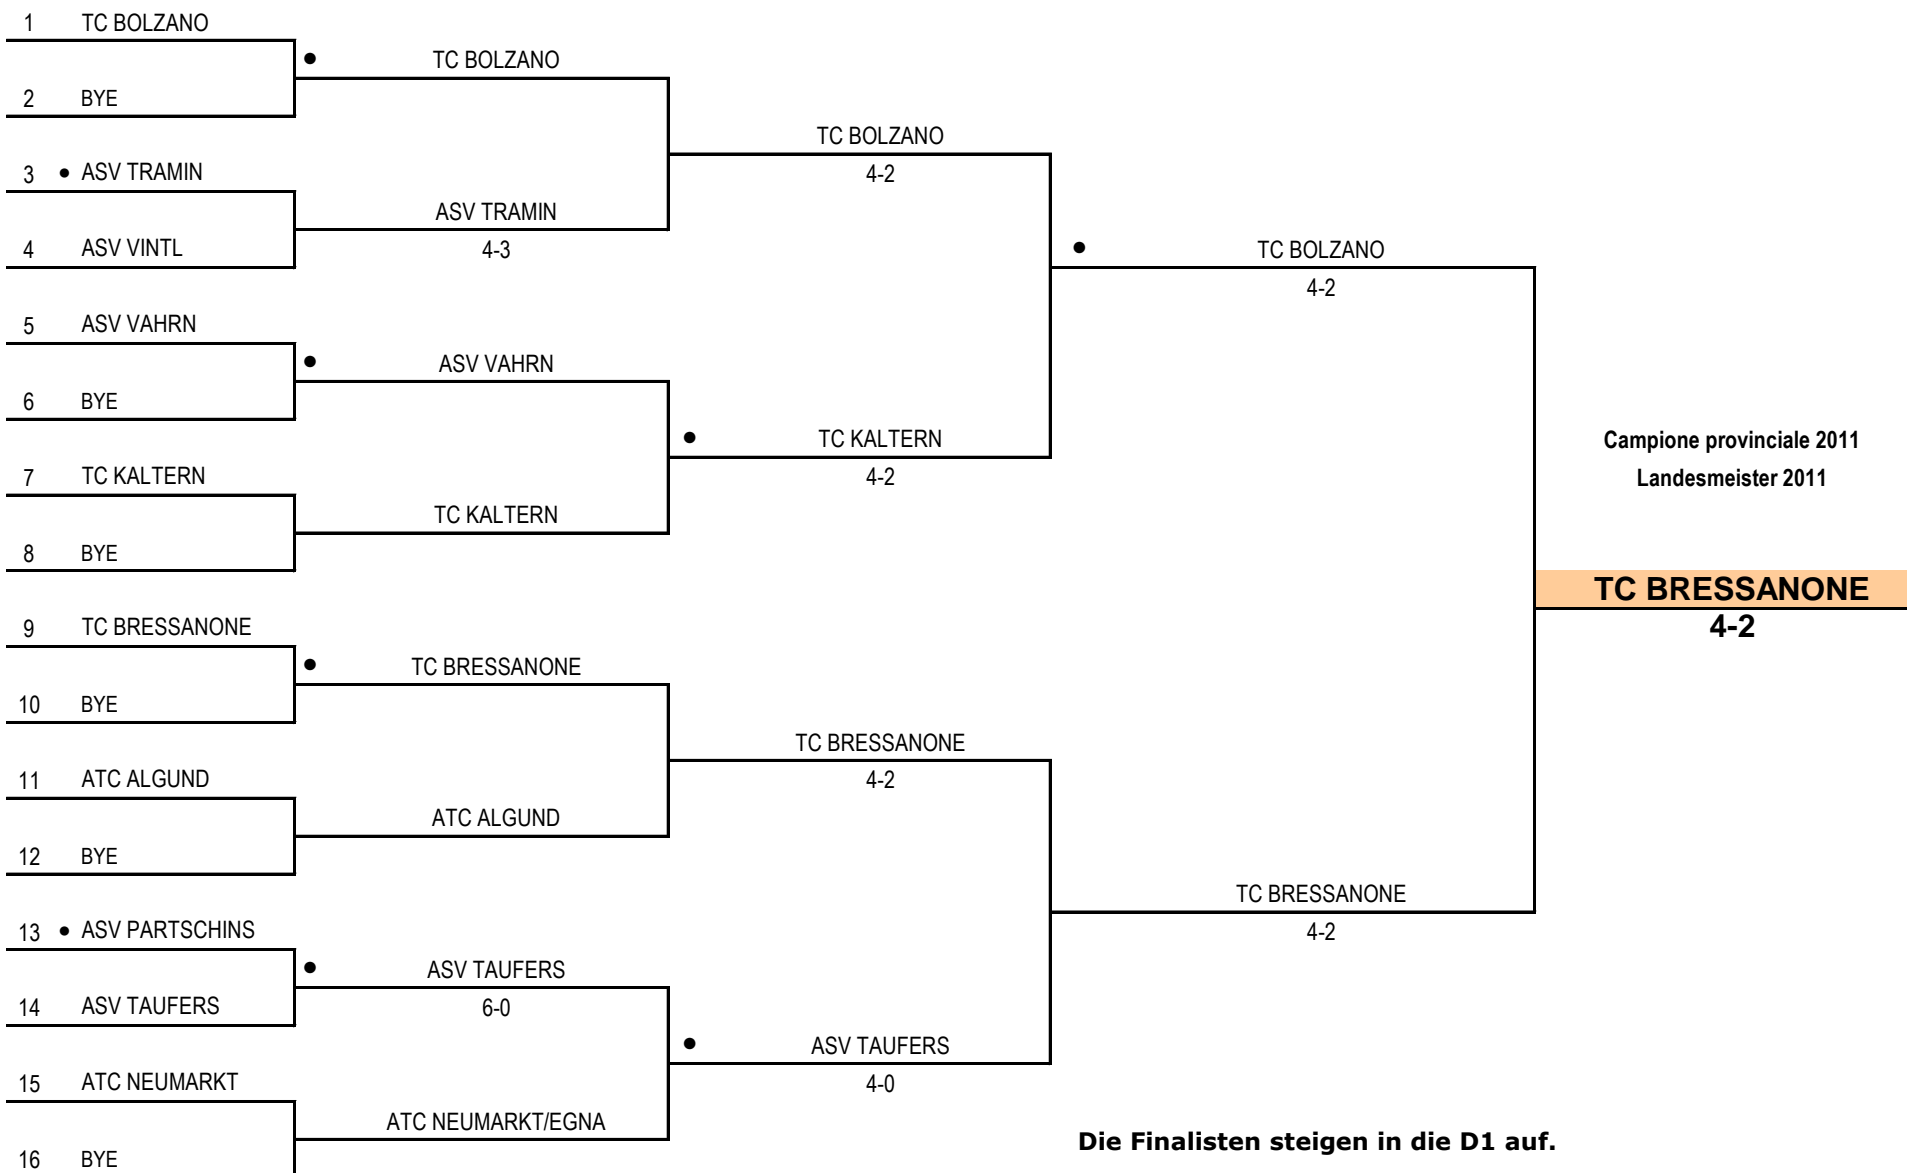 1 TC BOLZANO
• TC BOLZANO
2 BYE
TC BOLZANO
3 • ASV TRAMIN
4-2
ASV TRAMIN
4 ASV VINTL
4-3
• TC BOLZANO
4-2
5 ASV VAHRN
• ASV VAHRN
6 BYE
• TC KALTERN
Campione provinciale 2011
7 TC KALTERN
4-2
Landesmeister 2011
TC KALTERN
8 BYE
TC BRESSANONE
9 TC BRESSANONE
4-2
• TC BRESSANONE
10 BYE
TC BRESSANONE
11 ATC ALGUND
4-2
ATC ALGUND
12 BYE
TC BRESSANONE
13 • ASV PARTSCHINS
4-2
• ASV TAUFERS
14 ASV TAUFERS
6-0
• ASV TAUFERS
15 ATC NEUMARKT
4-0
ATC NEUMARKT/EGNA
Die Finalisten steigen in die D1 auf.
16 BYE